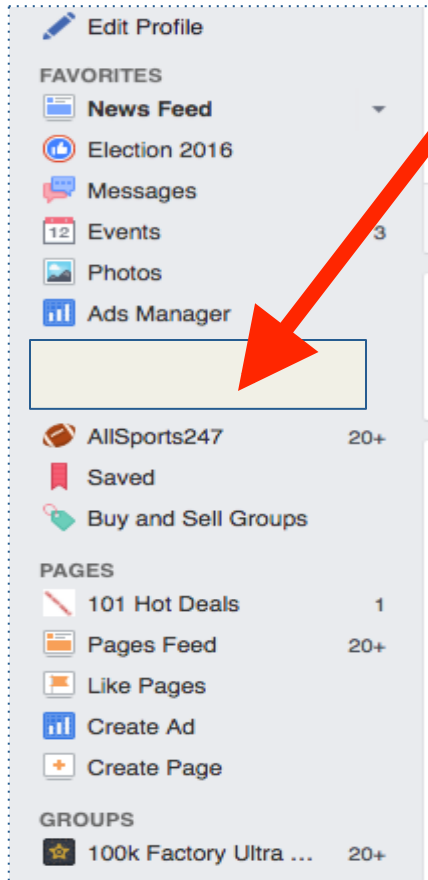 Edit Profile
FAVORITES
News Feed
Election 2016
Messages
12 Events 3
Photos
Ads Manager
AllSports247 20+
Saved
Buy and Sell Groups
PAGES
101 Hot Deals 1
Pages Feed 20+
Like Pages
Create Ad
Create Page
GROUPS
100k Factory Ultra ... 20+